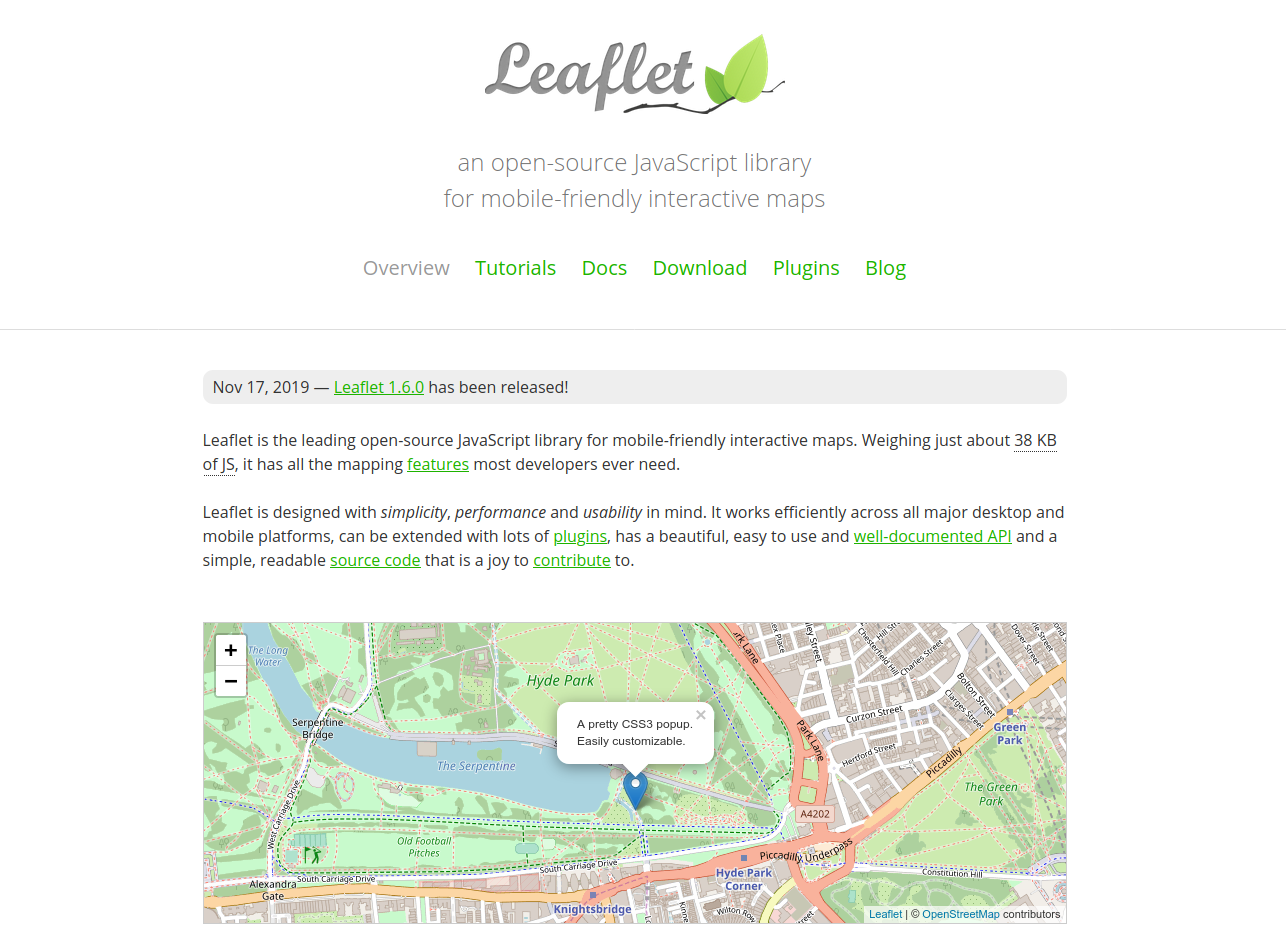 Leaflet
an open-source JavaScript library
for mobile-friendly interactive maps
Overview Tutorials Docs Download Plugins Blog
Nov 17, 2019 — Leaflet 1.6.0 has been released!
Leaflet is the leading open-source JavaScript library for mobile-friendly interactive maps. Weighing just about 38 KB
of JS, it has all the mapping features most developers ever need.
Leaflet is designed with simplicity, performance and usability in mind. It works efficiently across all major desktop and
mobile platforms, can be extended with lots of plugins, has a beautiful, easy to use and well-documented API and a
simple, readable source code that is a joy to contribute to.
+
−
The Long
Water
Serpentine
Bridge
Hyde Park
A pretty CSS3 popup.
Easily customizable.
×
The Serpentine
West Carriage Drive
Old Football
Pitches
South Carriage Drive
South Carriage Drive
Alexandra
Gate
Knightsbridge
Hyde Park
Corner
Piccadilly Underpass
A4202
Park Lane
Curzon Street
Hertford Street
Chesterfield Hill
Charles Street
Bolton Street
Clarges Street
Dover Street
Piccadilly
Green
Park
The Green
Park
Constitution Hill
Wilton Row
Leaflet | © OpenStreetMap contributors